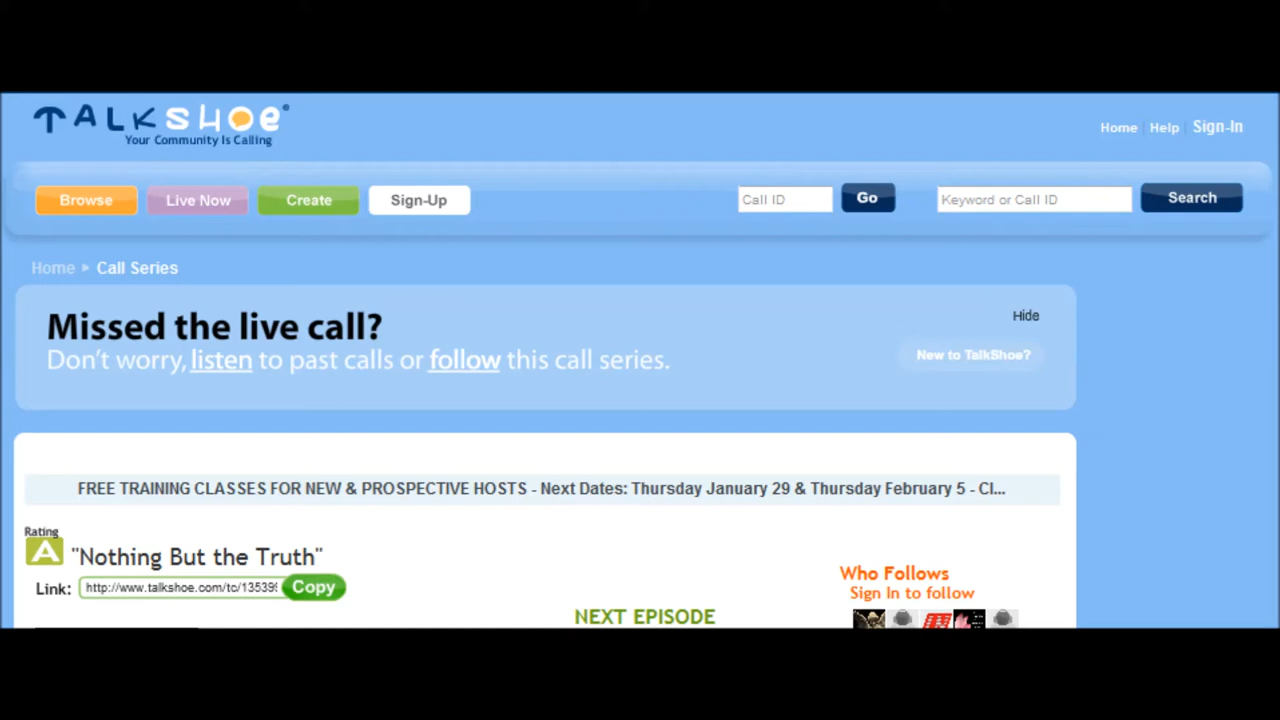 TALKSHOE
Your Community Is Calling
Home | Help | Sign-In
Browse Live Now Create Sign-Up Call ID Go Keyword or Call ID Search
Home ▸ Call Series
Missed the live call?
Hide
Don't worry, listen to past calls or follow this call series.
New to TalkShoe?
FREE TRAINING CLASSES FOR NEW & PROSPECTIVE HOSTS - Next Dates: Thursday January 29 & Thursday February 5 - Cl...
Rating
A "Nothing But the Truth"
Link: http://www.talkshoe.com/tc/13539 Copy
Who Follows
Sign In to follow
NEXT EPISODE